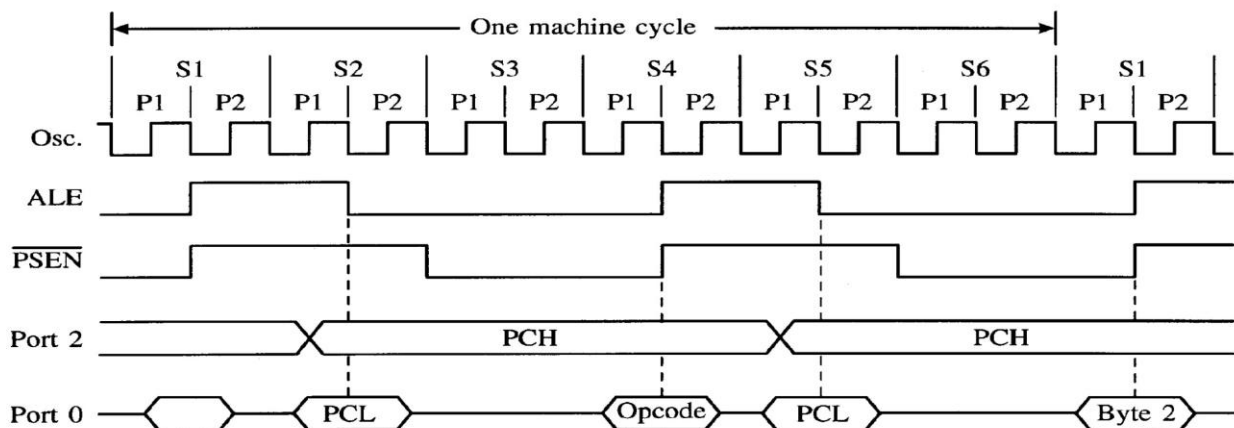 One machine cycle
S1 S2 S3 S4 S5 S6 S1
P1 P2 P1 P2 P1 P2 P1 P2 P1 P2 P1 P2 P1 P2
Osc.
ALE
PSEN
Port 2 PCH PCH
Port 0 PCL Opcode PCL Byte 2